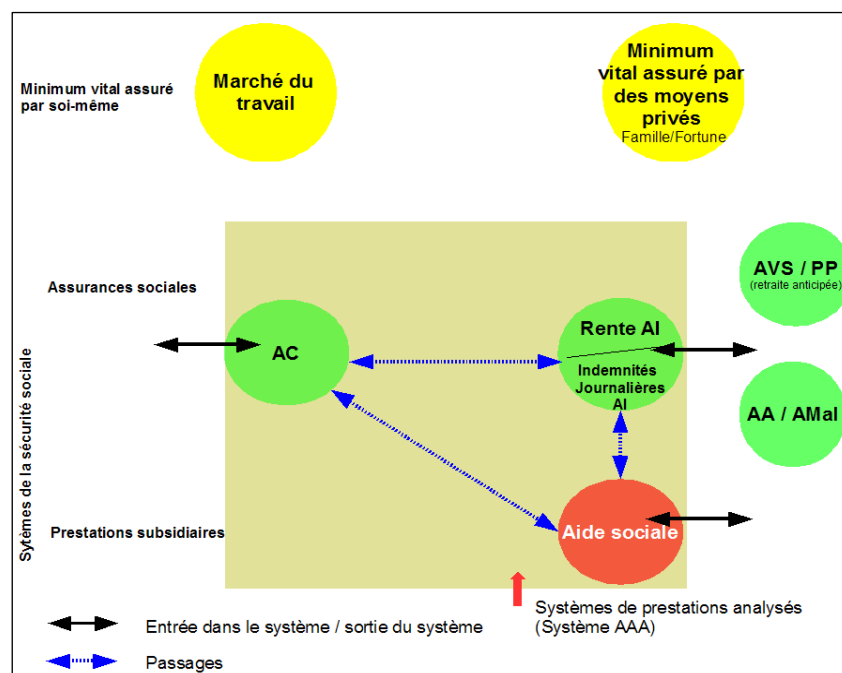 Minimum vital assuré
par soi-même
Marché du
travail
Minimum
vital assuré par
des moyens
privés
Famille/Fortune
Sytèmes de la sécurité sociale
Assurances sociales
AC
Rente AI
Indemnités
Journalières
AI
AVS / PP
(retraite anticipée)
AA / AMal
Prestations subsidiaires
Aide sociale
Entrée dans le système / sortie du système
Passages
Systèmes de prestations analysés
(Système AAA)